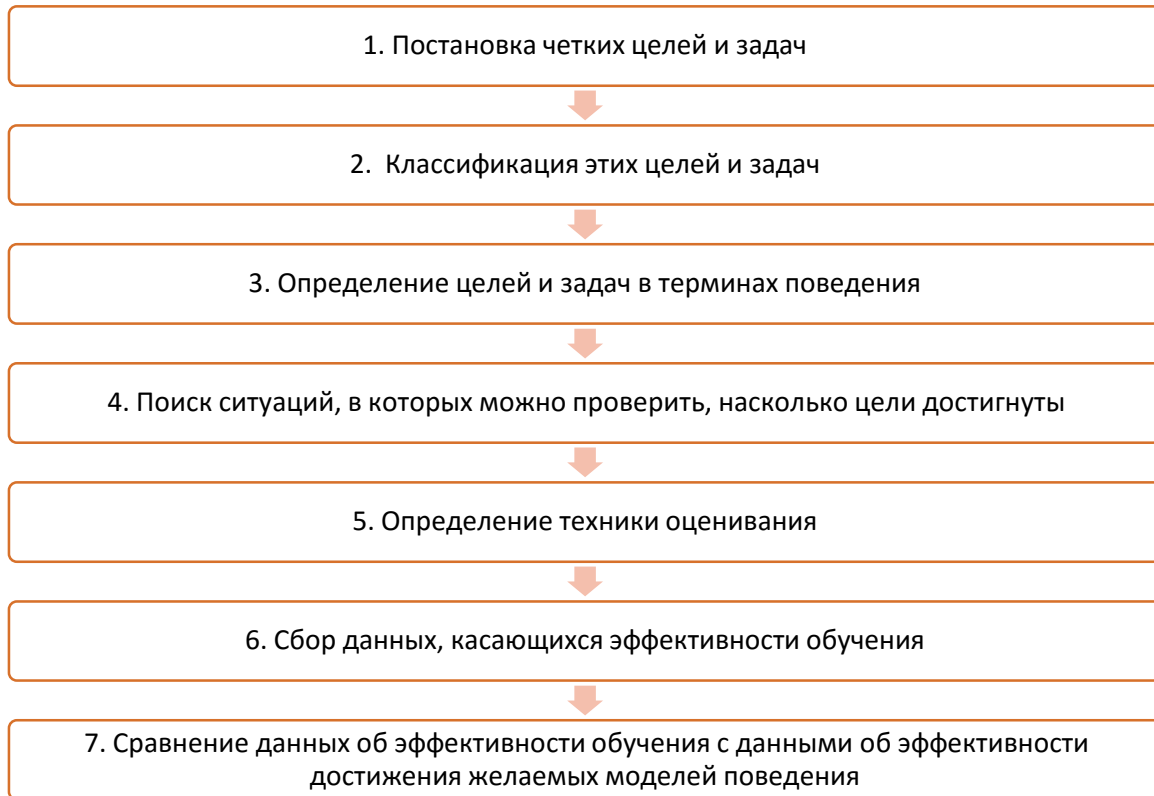 1. Постановка четких целей и задач
2. Классификация этих целей и задач
3. Определение целей и задач в терминах поведения
4. Поиск ситуаций, в которых можно проверить, насколько цели достигнуты
5. Определение техники оценивания
6. Сбор данных, касающихся эффективности обучения
7. Сравнение данных об эффективности обучения с данными об эффективности
достижения желаемых моделей поведения